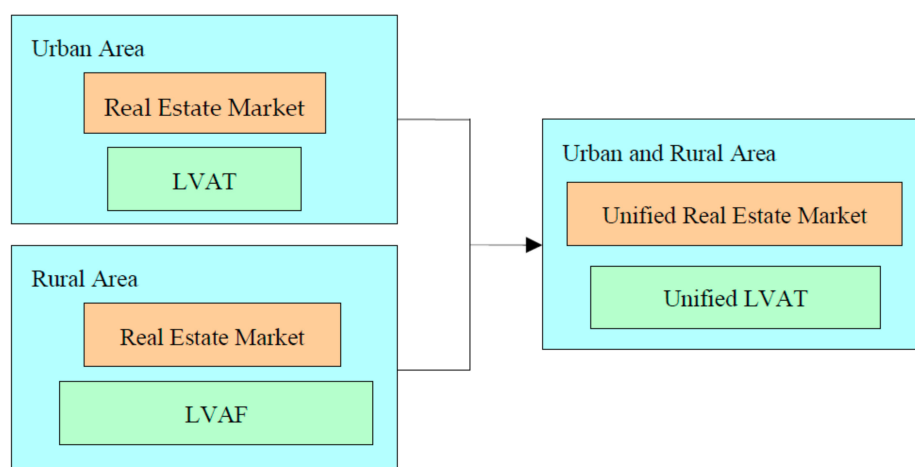 Urban Area
Real Estate Market
LVAT
Rural Area
Real Estate Market
LVAF
Urban and Rural Area
Unified Real Estate Market
Unified LVAT